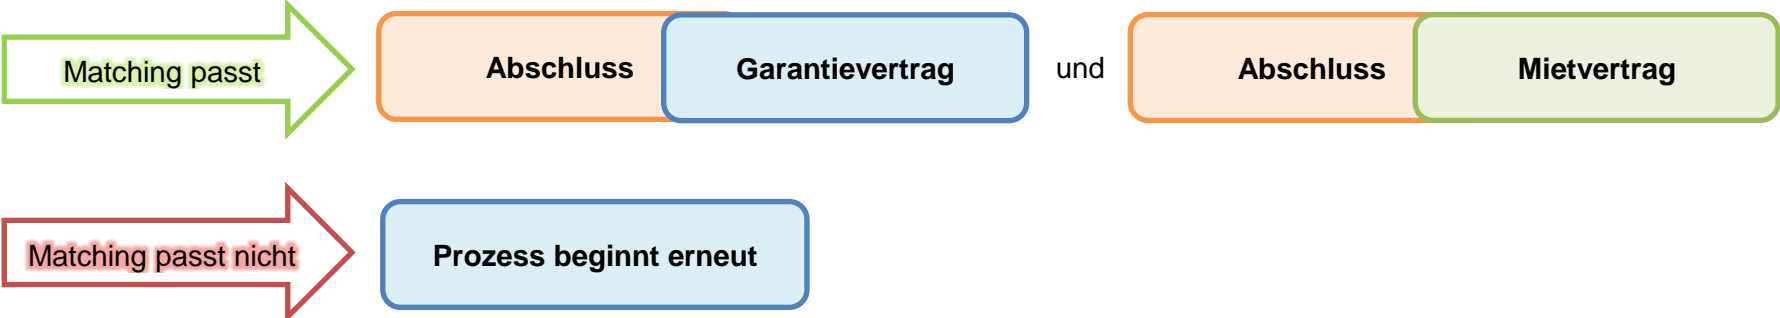 Matching passt Abschluss Garantievertrag und Abschluss Mietvertrag
Matching passt nicht Prozess beginnt erneut